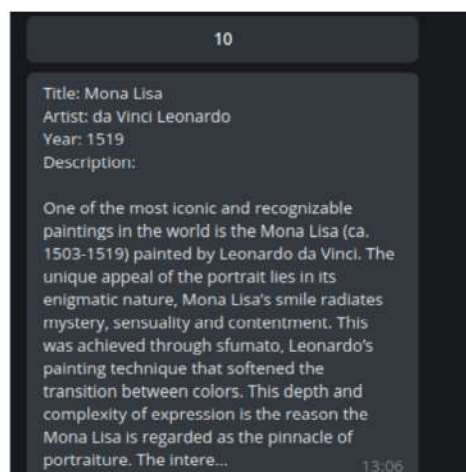 10
Title: Mona Lisa
Artist: da Vinci Leonardo
Year: 1519
Description:
One of the most iconic and recognizable
paintings in the world is the Mona Lisa (ca.
1503-1519) painted by Leonardo da Vinci. The
unique appeal of the portrait lies in its
enigmatic nature, Mona Lisa's smile radiates
mystery, sensuality and contentment. This
was achieved through sfumato, Leonardo's
painting technique that softened the
transition between colors. This depth and
complexity of expression is the reason the
Mona Lisa is regarded as the pinnacle of
portraiture. The intere...
13:06